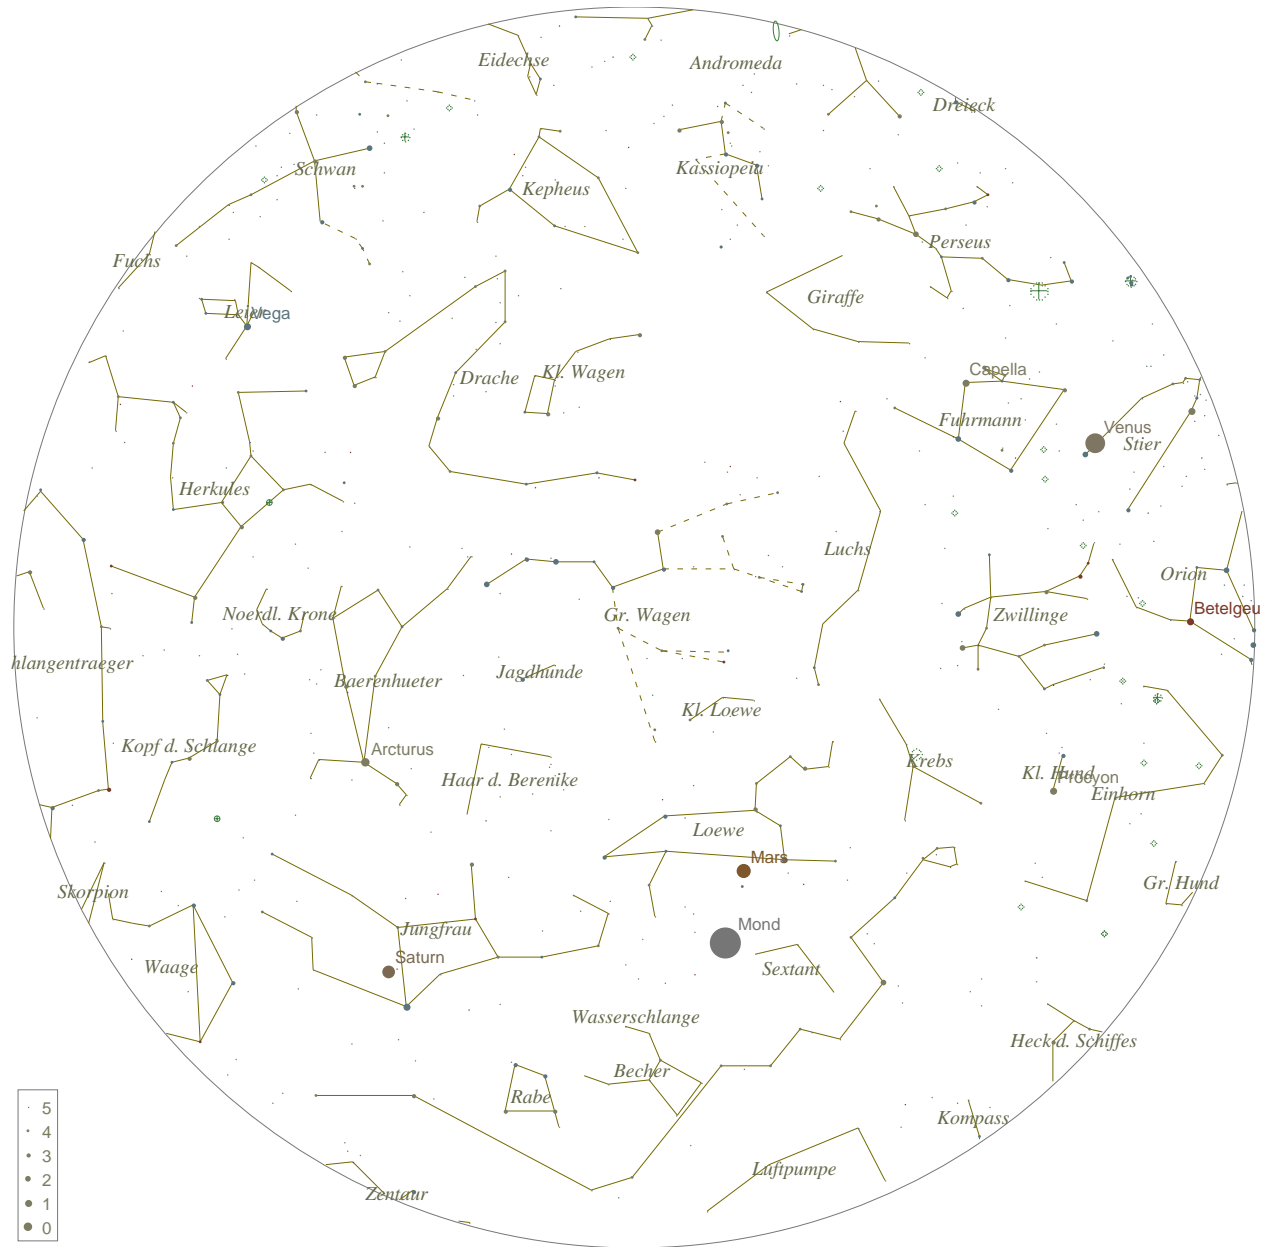 Eidechse
Andromeda
Dreieck
Schwan
Kepheus
Kassiopeia
Perseus
Fuchs
Leier
Vega
Giraffe
Drache
Kl. Wagen
Capella
Fuhrmann
Venus
Stier
Herkules
Luchs
Orion
Betelgeu
Noerdl. Krone
Gr. Wagen
Zwillinge
hlangentraeger
Baerenhueter
Jagdhunde
Kl. Loewe
Kopf d. Schlange
Arcturus
Haar d. Berenike
Krebs
Kl. Hund
Procyon
Einhorn
Loewe
Mars
Skorpion
Gr. Hund
Jungfrau
Mond
Saturn
Waage
Sextant
Wasserschlange
Heck d. Schiffes
Becher
Rabe
Kompass
Luftpumpe
Zentaur
5
4
3
2
1
0